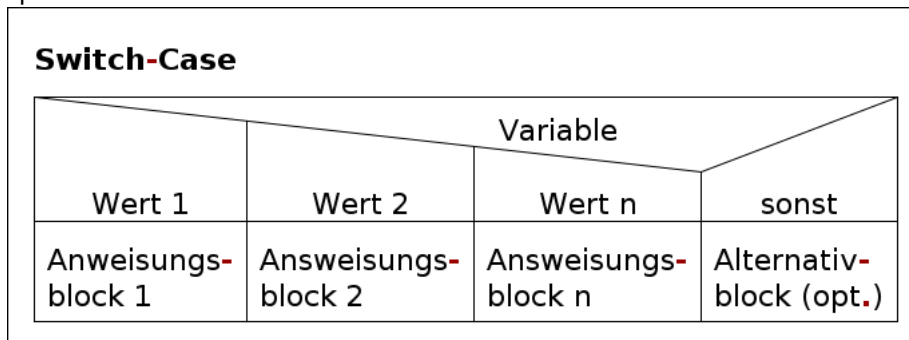 Switch-Case
Variable
Wert 1 Wert 2 Wert n sonst
Anweisungs- Answeisungs- Answeisungs- Alternativ-
block 1 block 2 block n block (opt.)